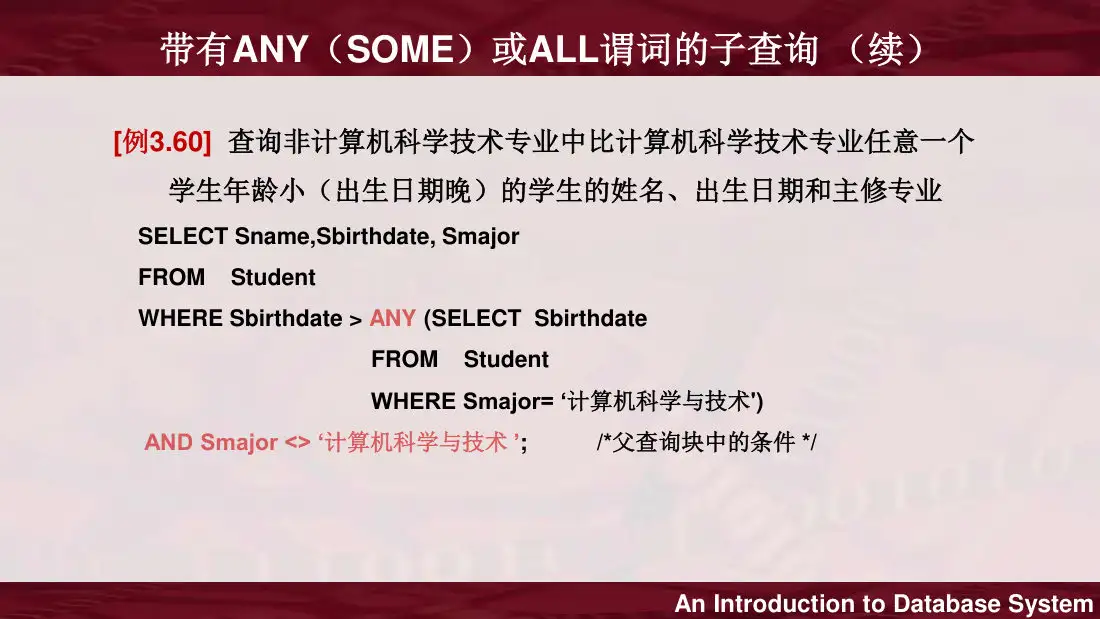 带有ANY（SOME）或ALL谓词的子查询 （续）
[例3.60] 查询非计算机科学技术专业中比计算机科学技术专业任意一个
学生年龄小（出生日期晚）的学生的姓名、出生日期和主修专业
SELECT Sname,Sbirthdate, Smajor
FROM Student
WHERE Sbirthdate > ANY (SELECT Sbirthdate
FROM Student
WHERE Smajor= ‘计算机科学与技术')
AND Smajor <> ‘计算机科学与技术 ’; /*父查询块中的条件 */
An Introduction to Database System